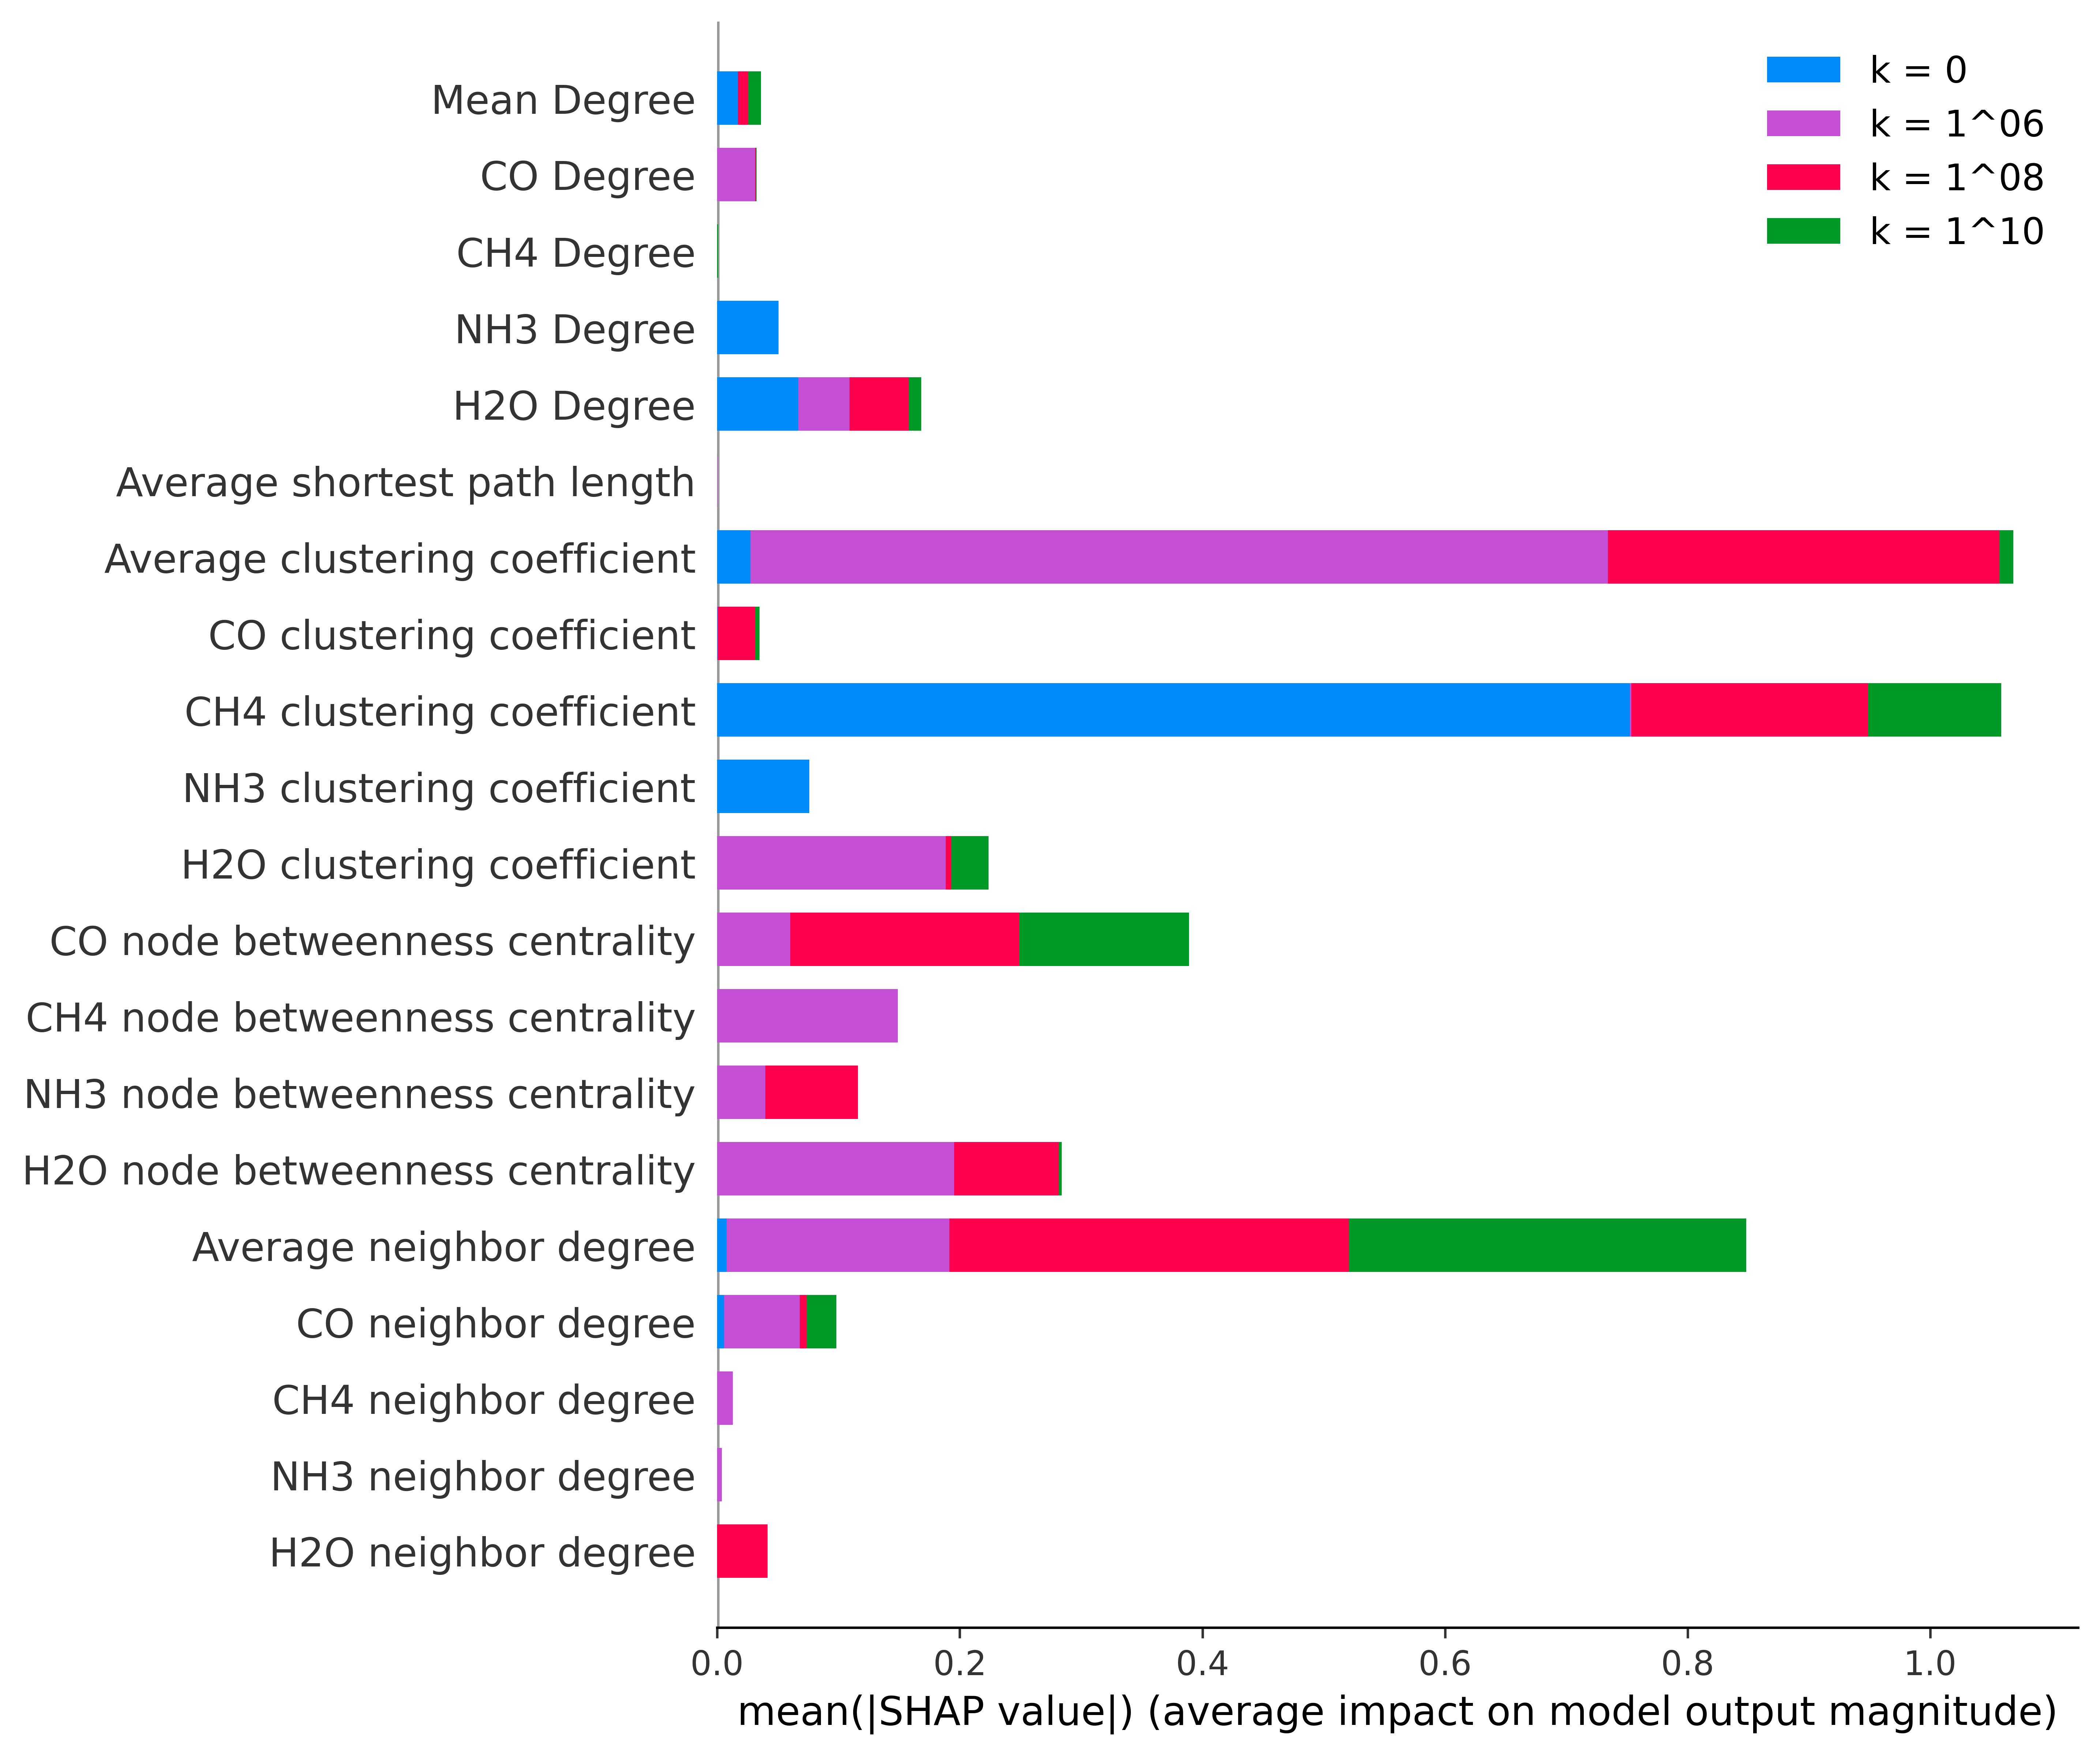 k = 0
k = 1^06
k = 1^08
k = 1^10
Mean Degree
CO Degree
CH4 Degree
NH3 Degree
H2O Degree
Average shortest path length
Average clustering coefficient
CO clustering coefficient
CH4 clustering coefficient
NH3 clustering coefficient
H2O clustering coefficient
CO node betweenness centrality
CH4 node betweenness centrality
NH3 node betweenness centrality
H2O node betweenness centrality
Average neighbor degree
CO neighbor degree
CH4 neighbor degree
NH3 neighbor degree
H2O neighbor degree
0.0 0.2 0.4 0.6 0.8 1.0
mean(|SHAP value|) (average impact on model output magnitude)